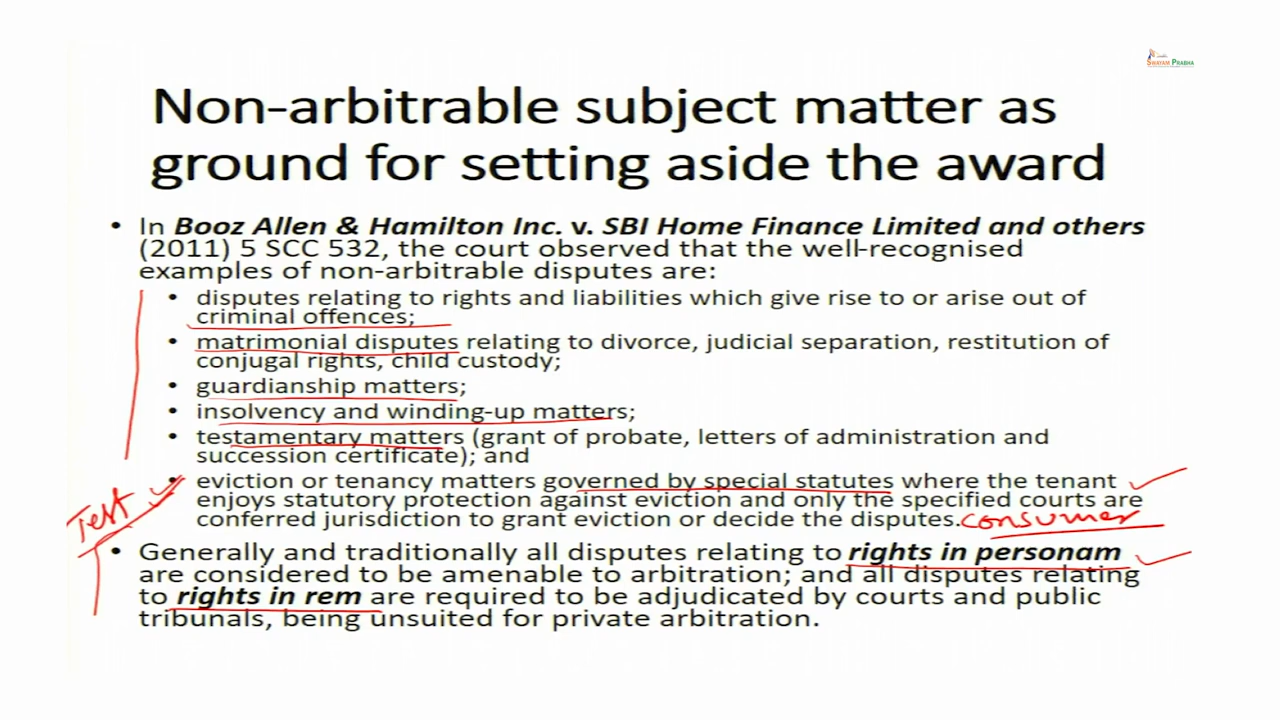 SWAYAM PRABHA
Non-arbitrable subject matter as
ground for setting aside the award
• In Booz Allen & Hamilton Inc. v. SBI Home Finance Limited and others
(2011) 5 SCC 532, the court observed that the well-recognised
examples of non-arbitrable disputes are:
• disputes relating to rights and liabilities which give rise to or arise out of
criminal offences;
• matrimonial disputes relating to divorce, judicial separation, restitution of
conjugal rights, child custody;
• guardianship matters;
• insolvency and winding-up matters;
• testamentary matters (grant of probate, letters of administration and
succession certificate); and
• eviction or tenancy matters governed by special statutes where the tenant
enjoys statutory protection against eviction and only the specified courts are
conferred jurisdiction to grant eviction or decide the disputes. consumer
Test
• Generally and traditionally all disputes relating to rights in personam
are considered to be amenable to arbitration; and all disputes relating
to rights in rem are required to be adjudicated by courts and public
tribunals, being unsuited for private arbitration.